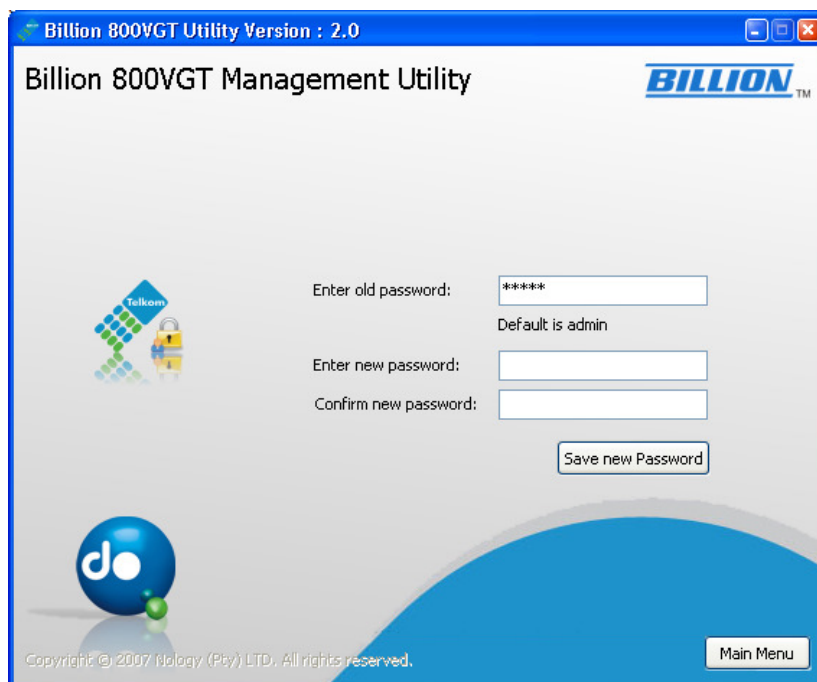 Billion 800VGT Utility Version : 2.0
Billion 800VGT Management Utility
BILLION TM
Telkom
Enter old password: *****
Default is admin
Enter new password:
Confirm new password:
Save new Password
do
Copyright © 2007 Nology (Pty) LTD. All rights reserved.
Main Menu